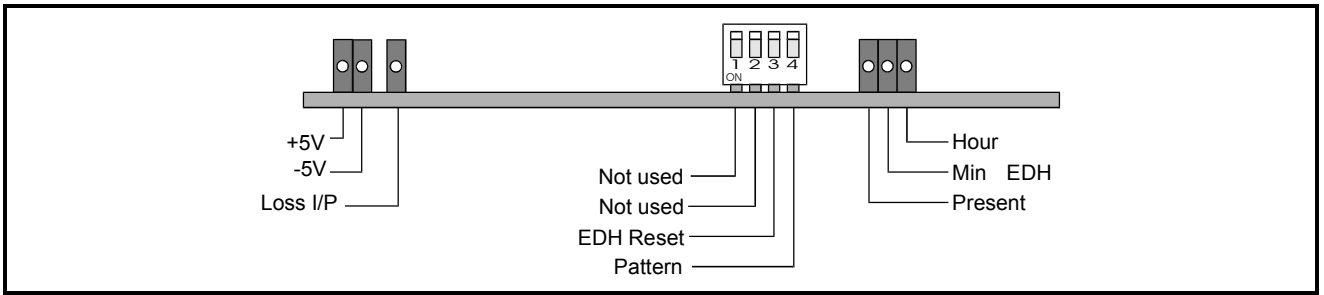 1 2 3 4
ON
+5V
-5V
Loss I/P
Not used
Not used
EDH Reset
Pattern
Hour
Min EDH
Present